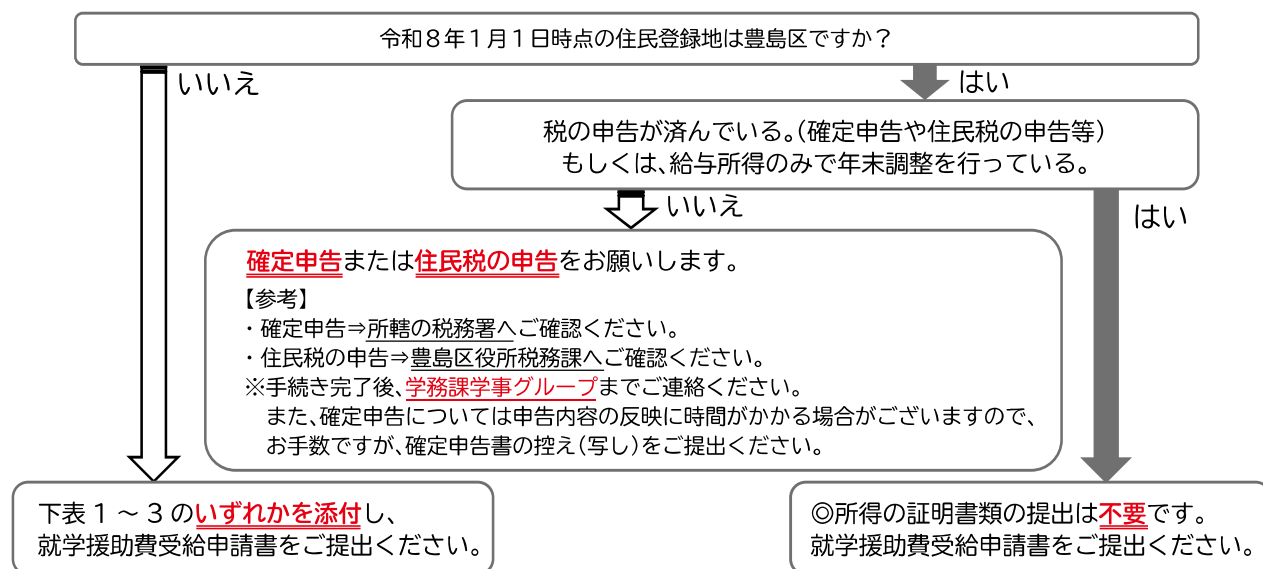 令和８年１月１日時点の住民登録地は豊島区ですか？
いいえ
はい
税の申告が済んでいる。（確定申告や住民税の申告等）
もしくは、給与所得のみで年末調整を行っている。
いいえ
はい
確定申告または住民税の申告をお願いします。
【参考】
・確定申告⇒所轄の税務署へご確認ください。
・住民税の申告⇒豊島区役所税務課へご確認ください。
※手続き完了後、学務課学事グループまでご連絡ください。
また、確定申告については申告内容の反映に時間がかかる場合がございますので、
お手数ですが、確定申告書の控え（写し）をご提出ください。
下表１～３のいずれかを添付し、
就学援助費受給申請書をご提出ください。
◎所得の証明書類の提出は不要です。
就学援助費受給申請書をご提出ください。